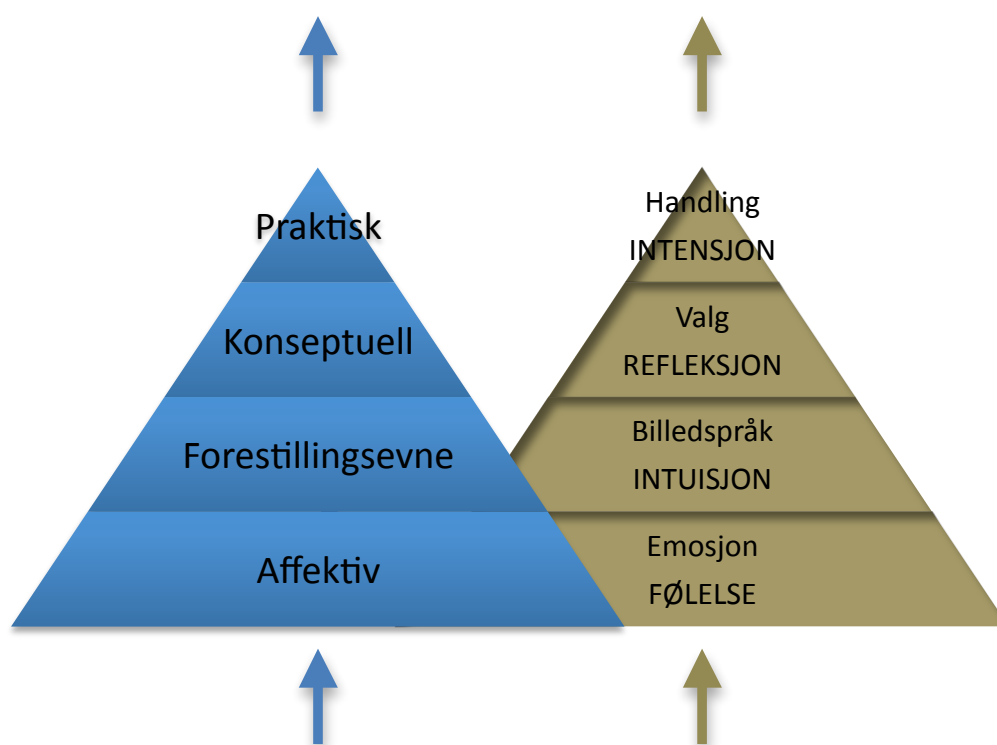 Praktisk
Konseptuell
Forestillingsevne
Affektiv
Handling
INTENSJON
Valg
REFLEKSJON
Billedspråk
INTUISJON
Emosjon
FØLELSE